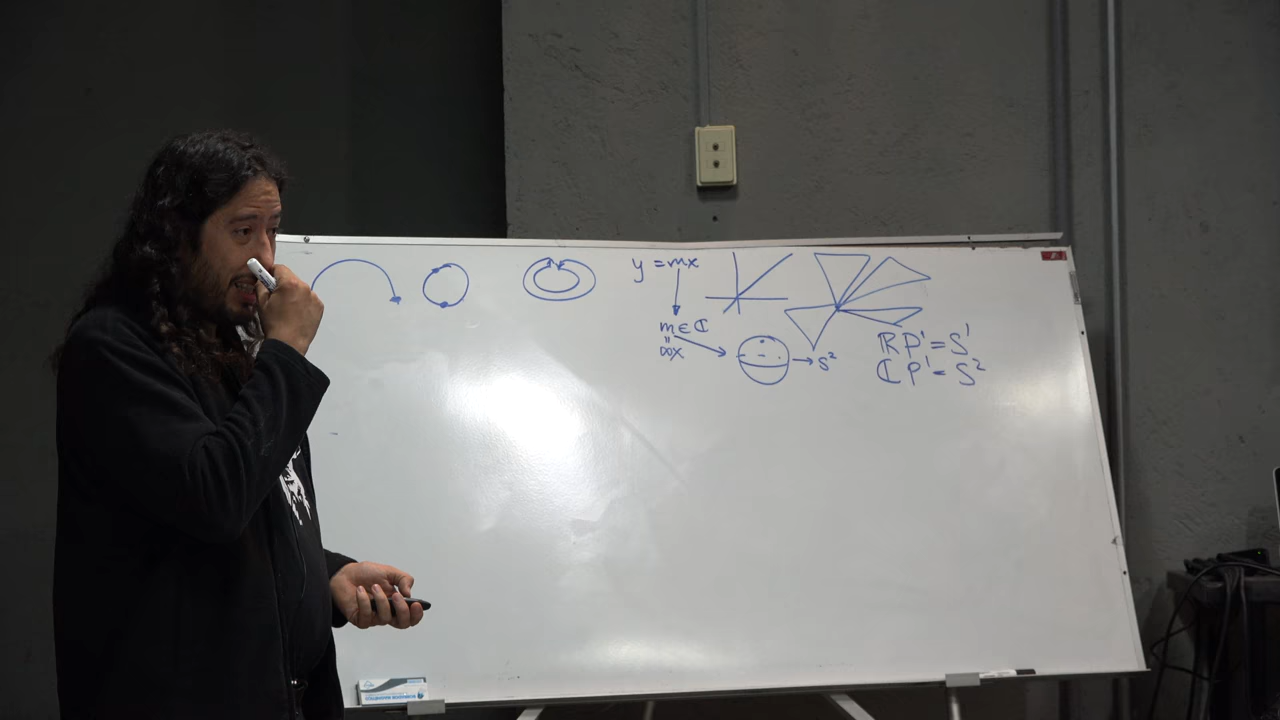 y = mx
m ∈ ℂ
=
∞x
S²
ℝP¹ = S¹
ℂP¹ = S²